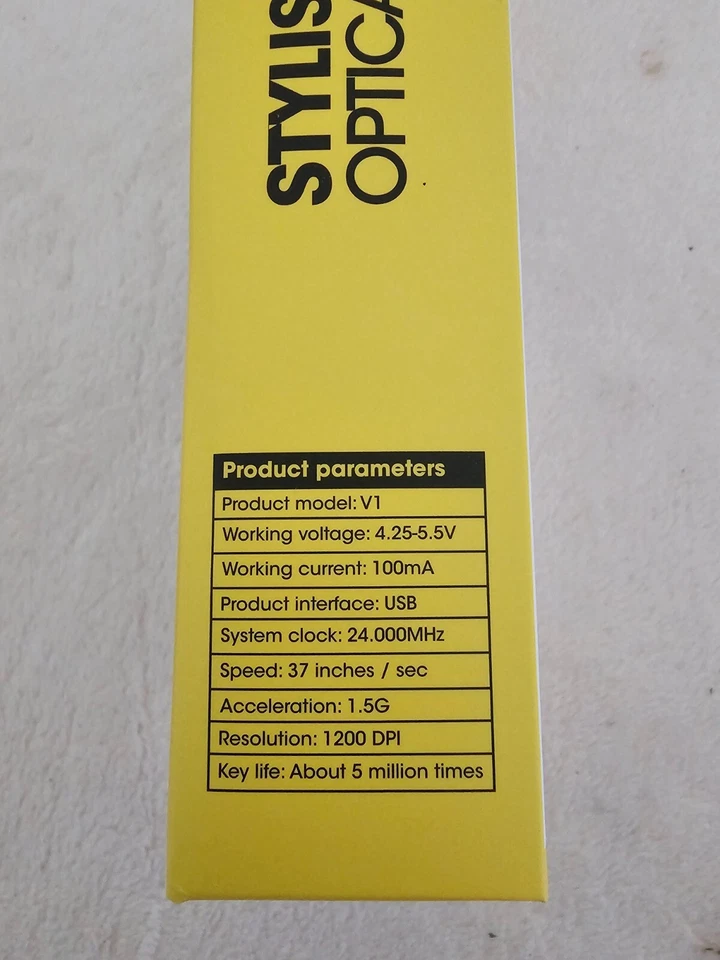 OPTICA
Product parameters
Product model: V1
Working voltage: 4.25-5.5V
Working current: 100mA
Product interface: USB
System clock: 24.000MHz
Speed: 37 inches / sec
Acceleration: 1.5G
Resolution: 1200 DPI
Key life: About 5 million times